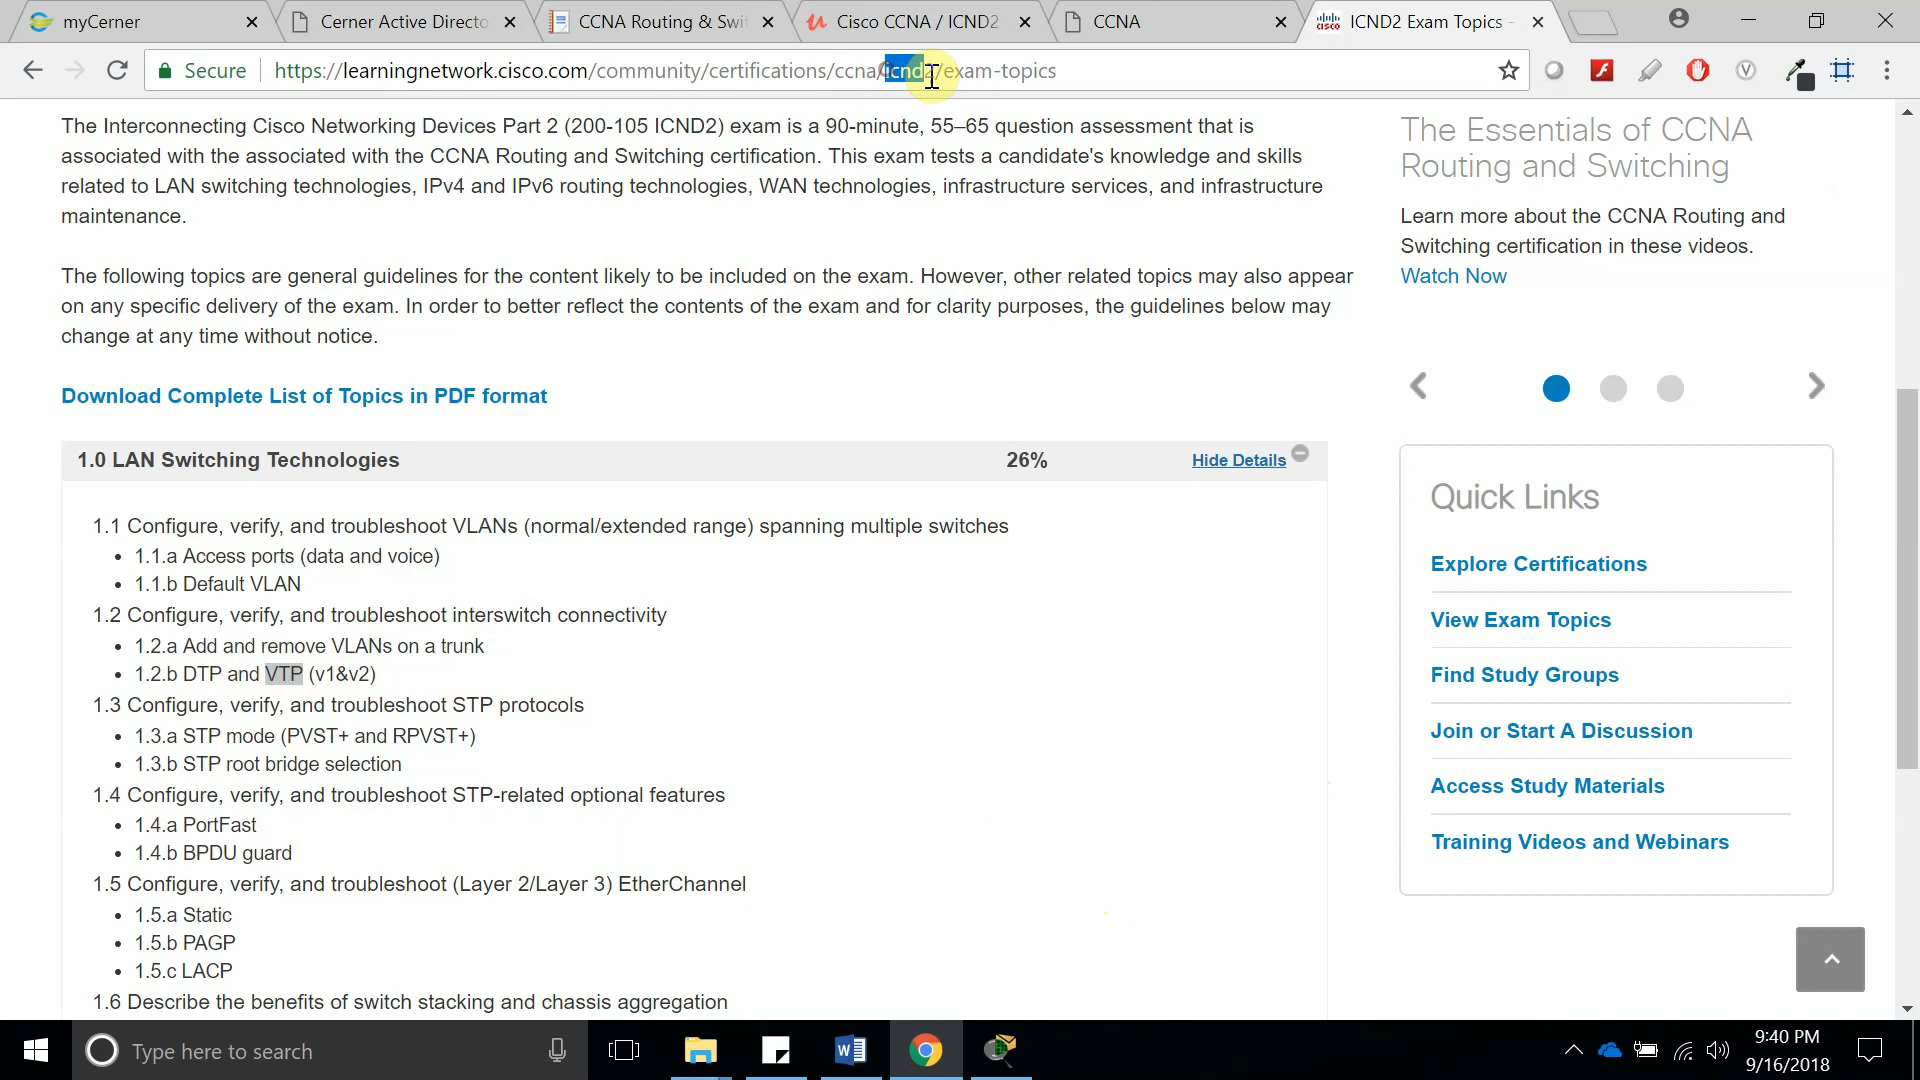 myCerner
Cerner Active Directo
CCNA Routing & Swit
Cisco CCNA / ICND2
CCNA
ICND2 Exam Topics -
Secure
https://learningnetwork.cisco.com/community/certifications/ccna/icnd2/exam-topics
The Interconnecting Cisco Networking Devices Part 2 (200-105 ICND2) exam is a 90-minute, 55–65 question assessment that is
associated with the associated with the CCNA Routing and Switching certification. This exam tests a candidate's knowledge and skills
related to LAN switching technologies, IPv4 and IPv6 routing technologies, WAN technologies, infrastructure services, and infrastructure
maintenance.
The following topics are general guidelines for the content likely to be included on the exam. However, other related topics may also appear
on any specific delivery of the exam. In order to better reflect the contents of the exam and for clarity purposes, the guidelines below may
change at any time without notice.
Download Complete List of Topics in PDF format
1.0 LAN Switching Technologies 26% Hide Details
1.1 Configure, verify, and troubleshoot VLANs (normal/extended range) spanning multiple switches
• 1.1.a Access ports (data and voice)
• 1.1.b Default VLAN
1.2 Configure, verify, and troubleshoot interswitch connectivity
• 1.2.a Add and remove VLANs on a trunk
• 1.2.b DTP and VTP (v1&v2)
1.3 Configure, verify, and troubleshoot STP protocols
• 1.3.a STP mode (PVST+ and RPVST+)
• 1.3.b STP root bridge selection
1.4 Configure, verify, and troubleshoot STP-related optional features
• 1.4.a PortFast
• 1.4.b BPDU guard
1.5 Configure, verify, and troubleshoot (Layer 2/Layer 3) EtherChannel
• 1.5.a Static
• 1.5.b PAGP
• 1.5.c LACP
1.6 Describe the benefits of switch stacking and chassis aggregation
The Essentials of CCNA
Routing and Switching
Learn more about the CCNA Routing and
Switching certification in these videos.
Watch Now
Quick Links
Explore Certifications
View Exam Topics
Find Study Groups
Join or Start A Discussion
Access Study Materials
Training Videos and Webinars
Type here to search
9:40 PM
9/16/2018